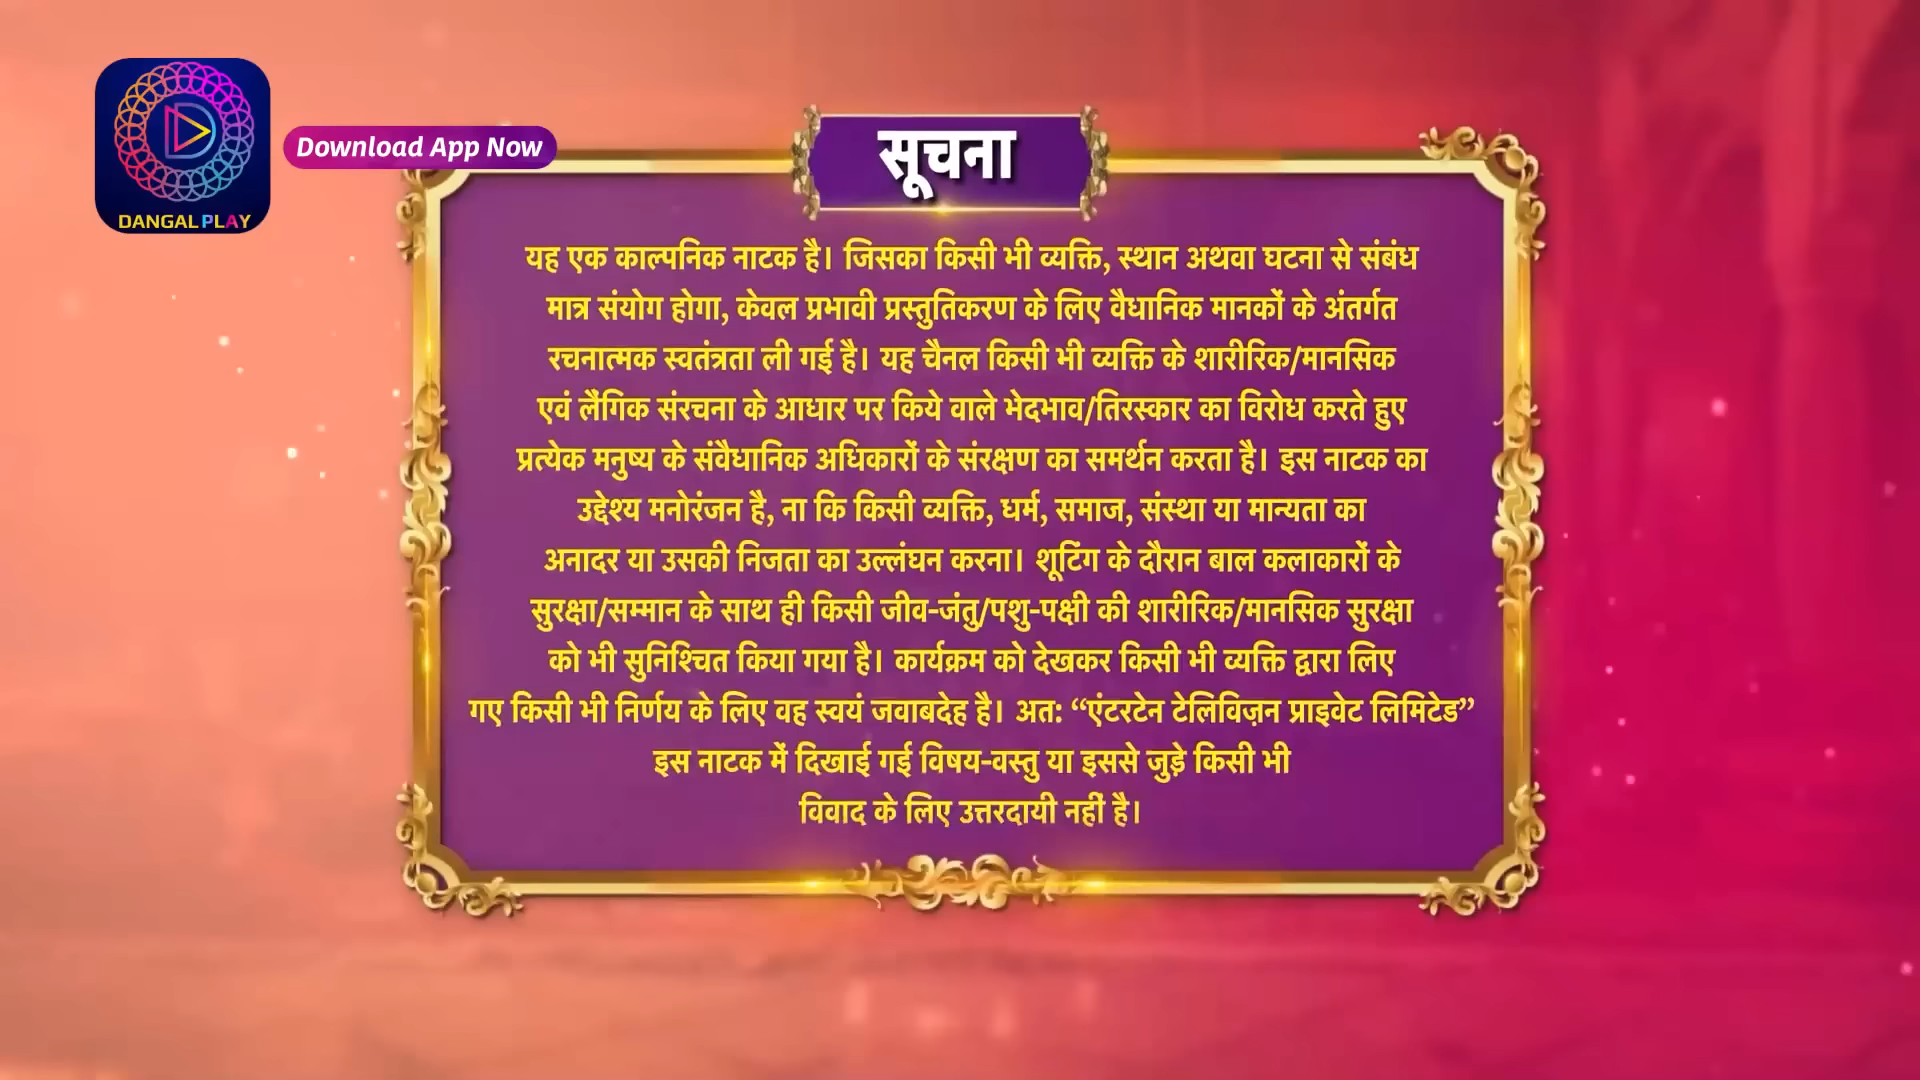 DANGAL PLAY
Download App Now
सूचना
यह एक काल्पनिक नाटक है। जिसका किसी भी व्यक्ति, स्थान अथवा घटना से संबंध
मात्र संयोग होगा, केवल प्रभावी प्रस्तुतिकरण के लिए वैधानिक मानकों के अंतर्गत
रचनात्मक स्वतंत्रता ली गई है। यह चैनल किसी भी व्यक्ति के शारीरिक/मानसिक
एवं लैंगिक संरचना के आधार पर किये वाले भेदभाव/तिरस्कार का विरोध करते हुए
प्रत्येक मनुष्य के संवैधानिक अधिकारों के संरक्षण का समर्थन करता है। इस नाटक का
उद्देश्य मनोरंजन है, ना कि किसी व्यक्ति, धर्म, समाज, संस्था या मान्यता का
अनादर या उसकी निजता का उल्लंघन करना। शूटिंग के दौरान बाल कलाकारों के
सुरक्षा/सम्मान के साथ ही किसी जीव-जंतु/पशु-पक्षी की शारीरिक/मानसिक सुरक्षा
को भी सुनिश्चित किया गया है। कार्यक्रम को देखकर किसी भी व्यक्ति द्वारा लिए
गए किसी भी निर्णय के लिए वह स्वयं जवाबदेह है। अत: “एंटरटेन टेलिविज़न प्राइवेट लिमिटेड”
इस नाटक में दिखाई गई विषय-वस्तु या इससे जुड़े किसी भी
विवाद के लिए उत्तरदायी नहीं है।